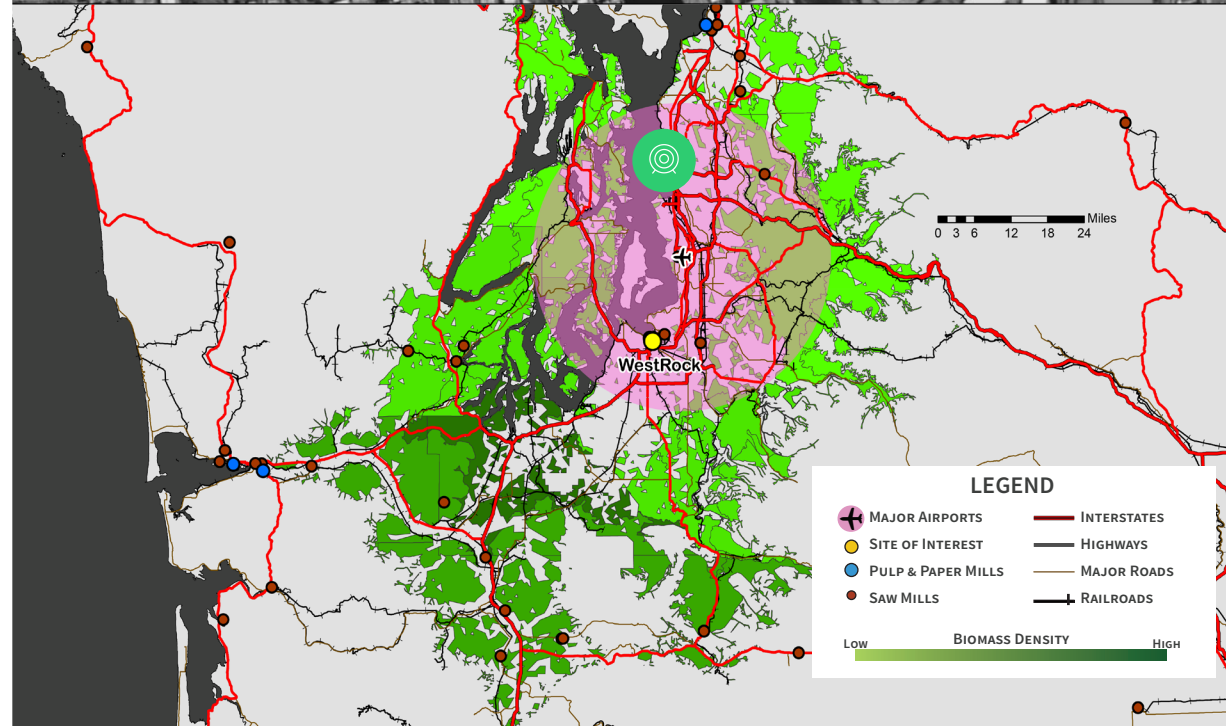 Miles
0 3 6 12 18 24
WestRock
LEGEND
MAJOR AIRPORTS
INTERSTATES
SITE OF INTEREST
HIGHWAYS
PULP & PAPER MILLS
MAJOR ROADS
SAW MILLS
RAILROADS
BIOMASS DENSITY
LOW
HIGH